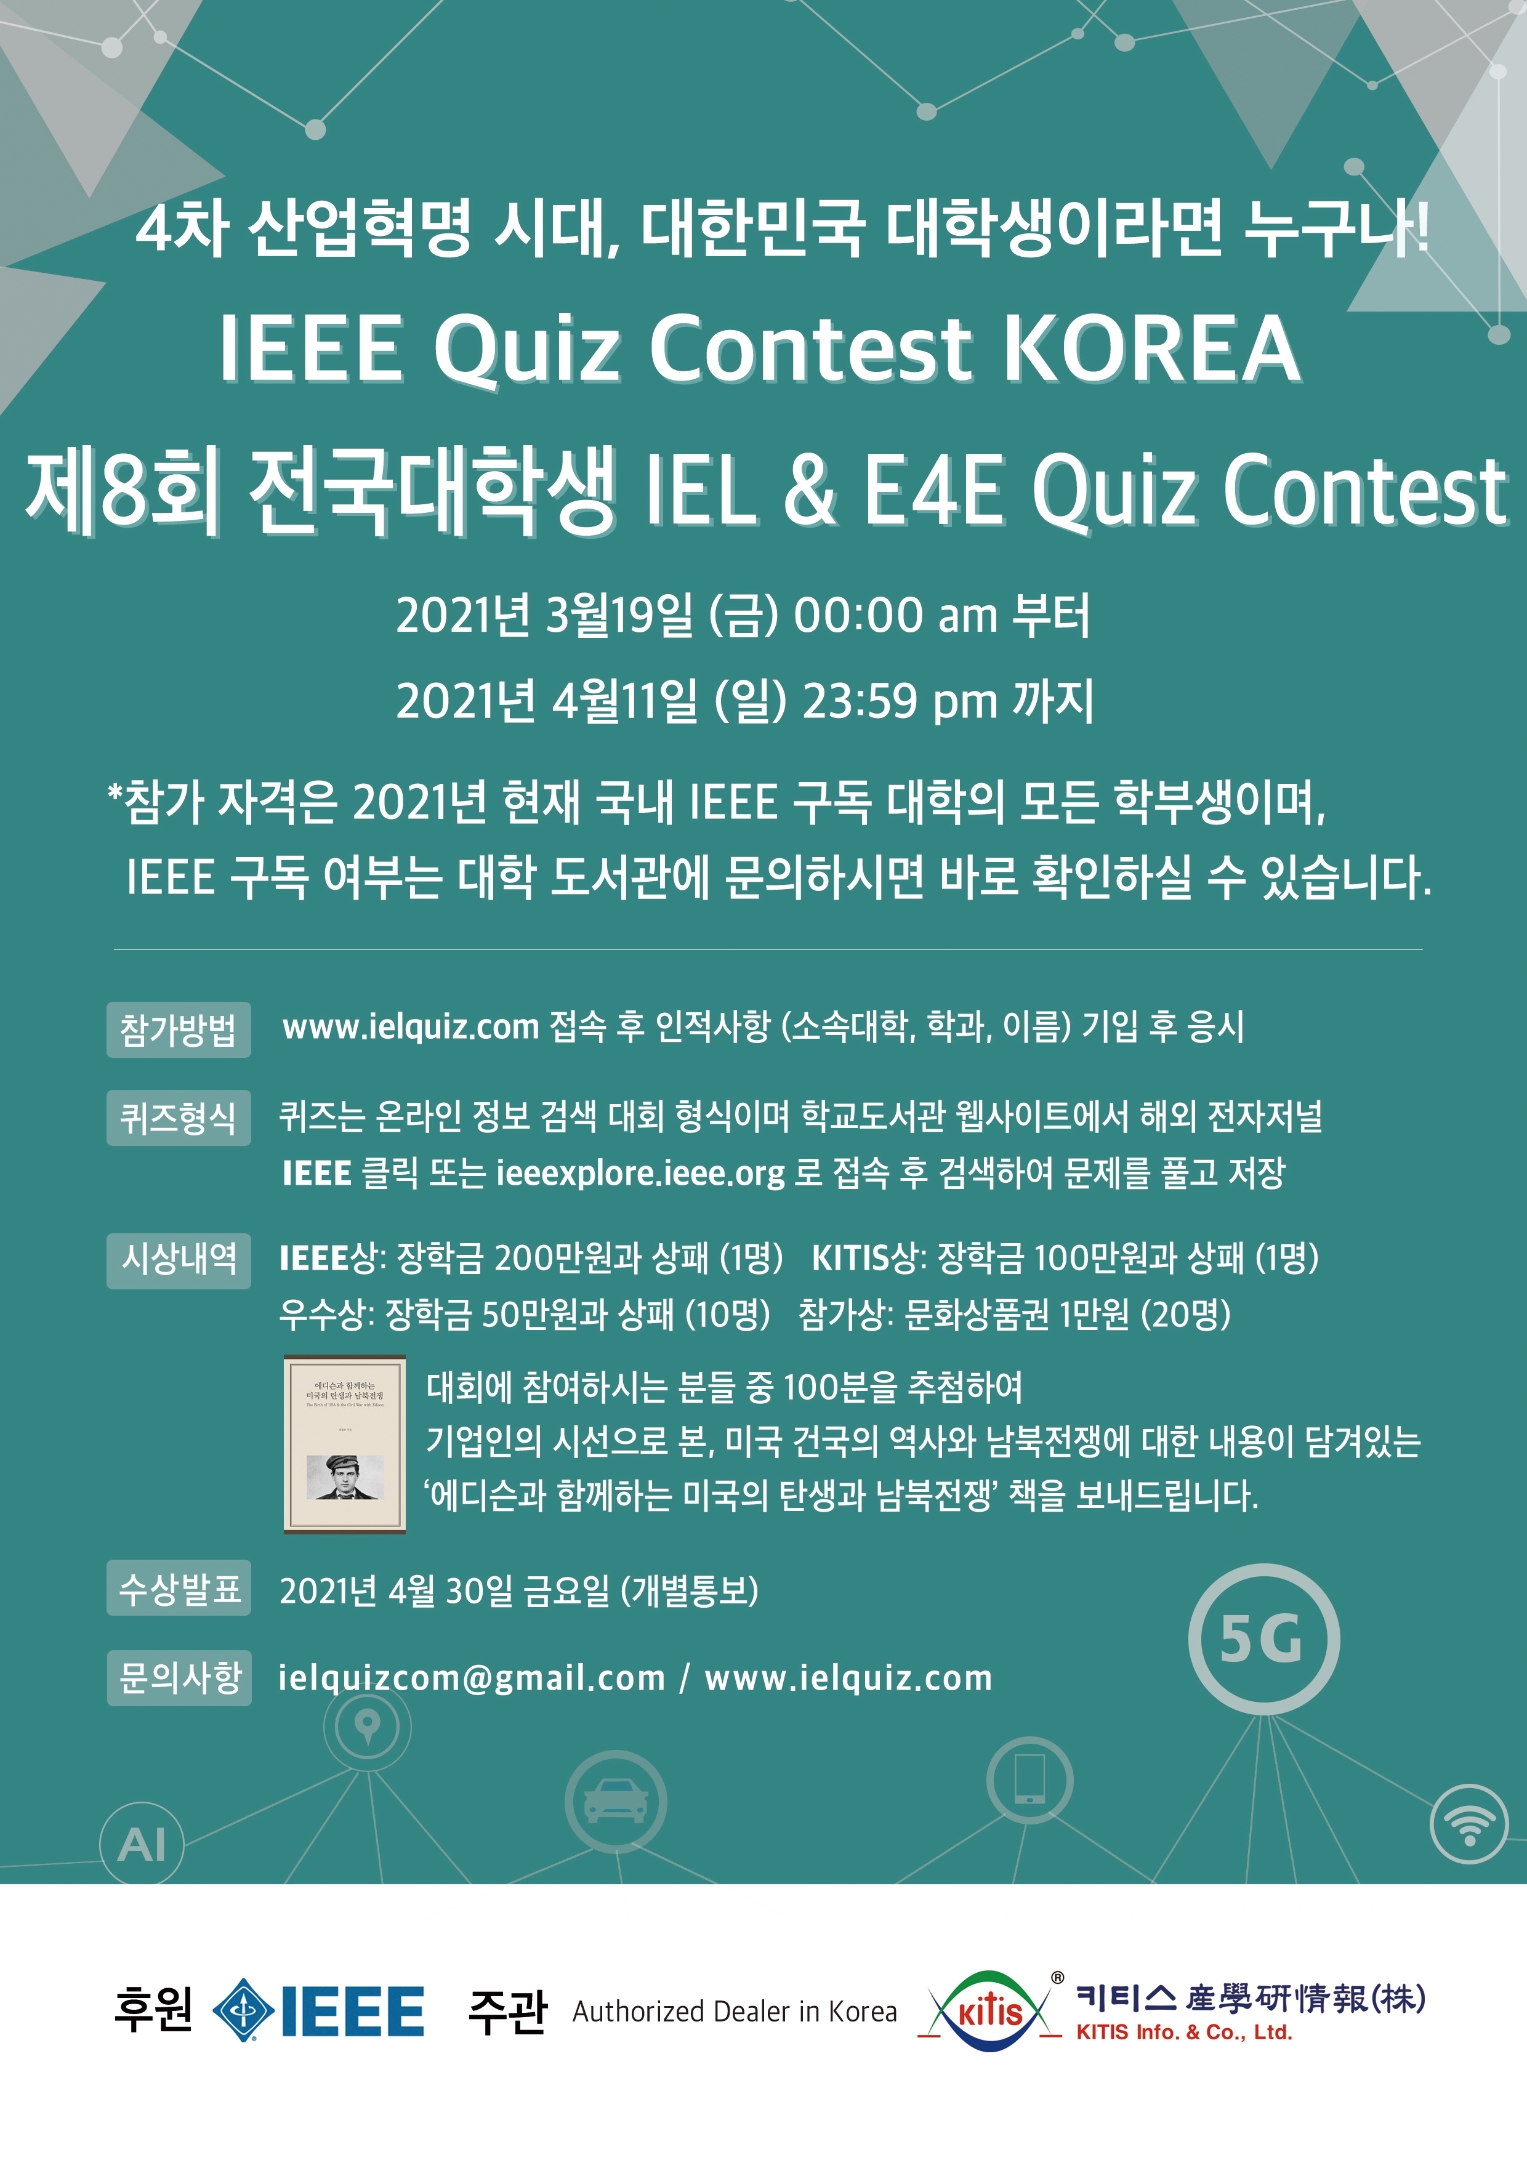 4차 산업혁명 시대, 대한민국 대학생이라면 누구나!
IEEE Quiz Contest KOREA
제8회 전국대학생 IEL & E4E Quiz Contest
2021년 3월19일 (금) 00:00 am 부터
2021년 4월11일 (일) 23:59 pm 까지
*참가 자격은 2021년 현재 국내 IEEE 구독 대학의 모든 학부생이며,
IEEE 구독 여부는 대학 도서관에 문의하시면 바로 확인하실 수 있습니다.
참가방법 www.ielquiz.com 접속 후 인적사항 (소속대학, 학과, 이름) 기입 후 응시
퀴즈형식 퀴즈는 온라인 정보 검색 대회 형식이며 학교도서관 웹사이트에서 해외 전자저널
IEEE 클릭 또는 ieeexplore.ieee.org 로 접속 후 검색하여 문제를 풀고 저장
시상내역 IEEE상: 장학금 200만원과 상패 (1명) KITIS상: 장학금 100만원과 상패 (1명)
우수상: 장학금 50만원과 상패 (10명) 참가상: 문화상품권 1만원 (20명)
에디슨과 함께하는
미국의 탄생과 남북전쟁
대회에 참여하시는 분들 중 100분을 추첨하여
기업인의 시선으로 본, 미국 건국의 역사와 남북전쟁에 대한 내용이 담겨있는
‘에디슨과 함께하는 미국의 탄생과 남북전쟁’ 책을 보내드립니다.
수상발표 2021년 4월 30일 금요일 (개별통보)
문의사항 ielquizcom@gmail.com / www.ielquiz.com
5G
AI
후원 IEEE 주관 Authorized Dealer in Korea KITIS ® 키티스 産學研情報(株)
KITIS Info. & Co., Ltd.